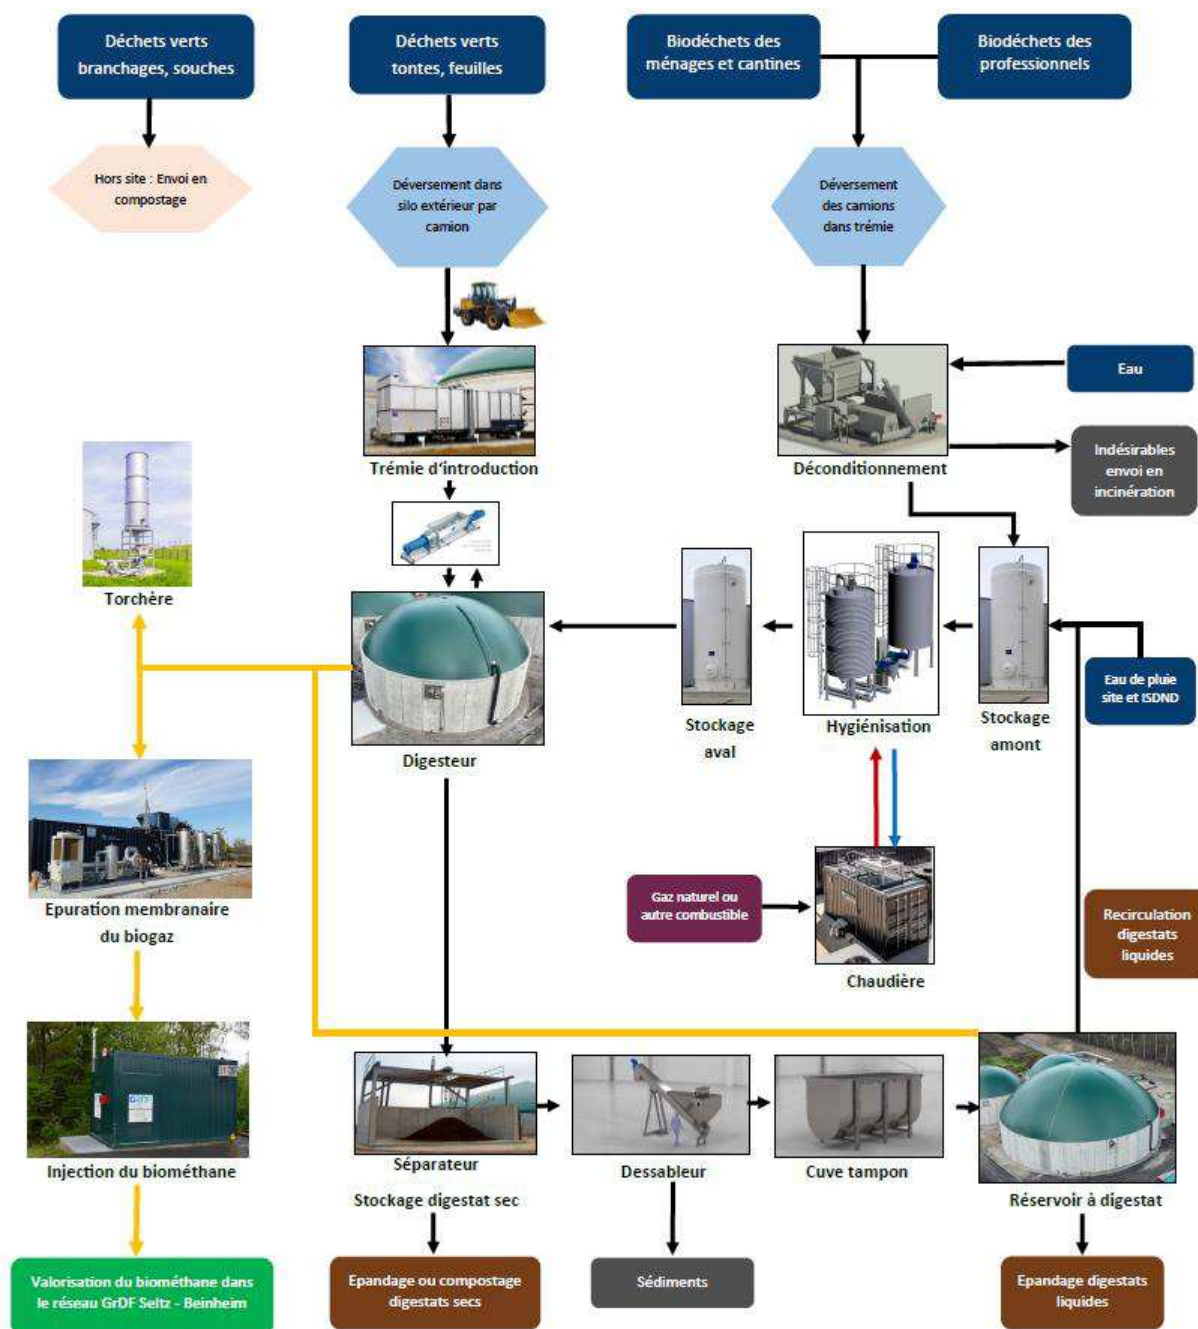 Déchets verts
branchages, souches
Déchets verts
tontes, feuilles
Biodéchets des
ménages et cantines
Biodéchets des
professionnels
Hors site : Envoi en
compostage
Déversement dans
silo extérieur par
camion
Déversement
des camions
dans trémie
Eau
Trémie d'introduction
Déconditionnement
Indésirables
envoi en
incinération
Torchère
Eau de pluie
site et ISDND
Stockage
aval
Hygiénisation
Stockage
amont
Digesteur
Gaz naturel ou
autre combustible
Recirculation
digestats
liquides
Epuration membranaire
du biogaz
Chaudière
Injection du biométhane
Séparateur
Dessableur
Cuve tampon
Réservoir à digestat
Stockage digestat sec
Valorisation du biométhane dans
le réseau GrDF Seltz - Beinheim
Epandage ou compostage
digestats secs
Sédiments
Epandage digestats
liquides